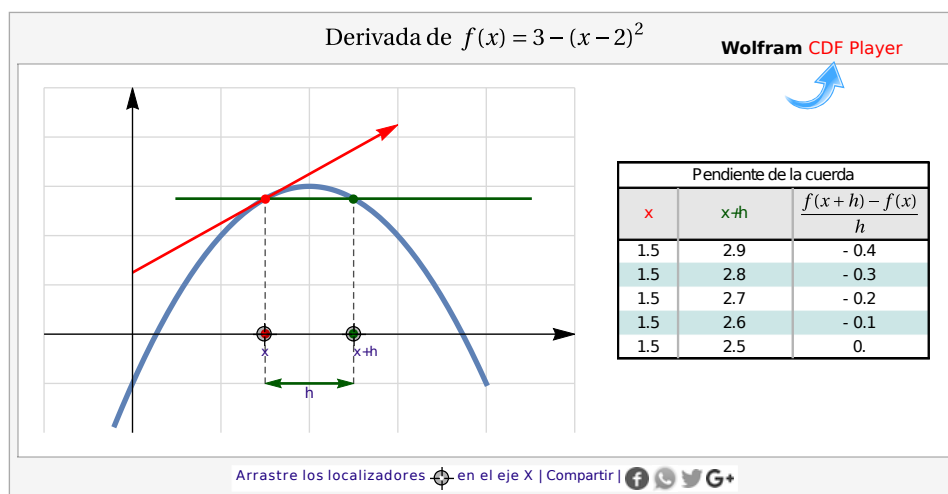 Derivada de f(x) = 3 − (x − 2)²
Wolfram CDF Player
x
x+h
h
Pendiente de la cuerda
x x+h f(x + h) − f(x)
h
1.5 2.9 - 0.4
1.5 2.8 - 0.3
1.5 2.7 - 0.2
1.5 2.6 - 0.1
1.5 2.5 0.
Arrastre los localizadores en el eje X | Compartir |